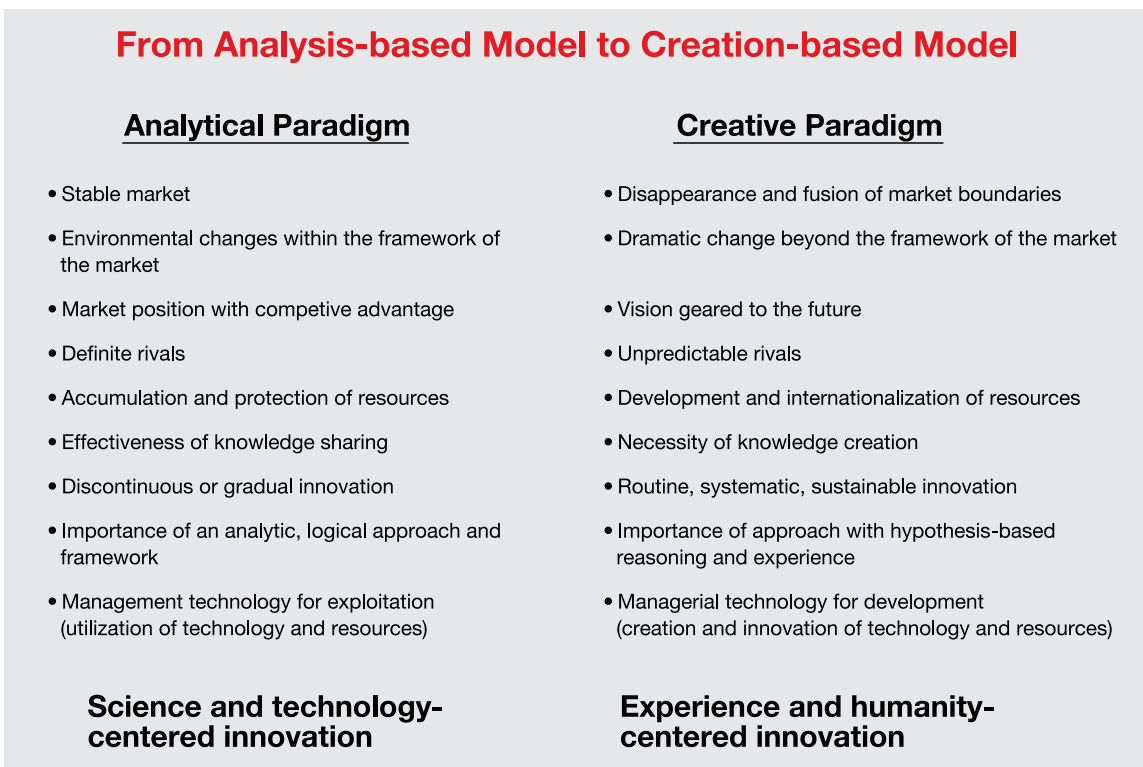 From Analysis-based Model to Creation-based Model
Analytical Paradigm
• Stable market
• Environmental changes within the framework of
the market
• Market position with competive advantage
• Definite rivals
• Accumulation and protection of resources
• Effectiveness of knowledge sharing
• Discontinuous or gradual innovation
• Importance of an analytic, logical approach and
framework
• Management technology for exploitation
(utilization of technology and resources)
Science and technology-
centered innovation
Creative Paradigm
• Disappearance and fusion of market boundaries
• Dramatic change beyond the framework of the market
• Vision geared to the future
• Unpredictable rivals
• Development and internationalization of resources
• Necessity of knowledge creation
• Routine, systematic, sustainable innovation
• Importance of approach with hypothesis-based
reasoning and experience
• Managerial technology for development
(creation and innovation of technology and resources)
Experience and humanity-
centered innovation